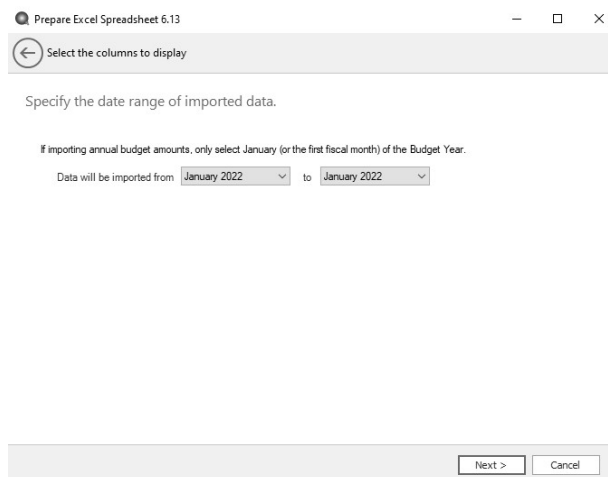 Prepare Excel Spreadsheet 6.13
Select the columns to display
Specify the date range of imported data.
If importing annual budget amounts, only select January (or the first fiscal month) of the Budget Year.
Data will be imported from January 2022 to January 2022
Next > Cancel